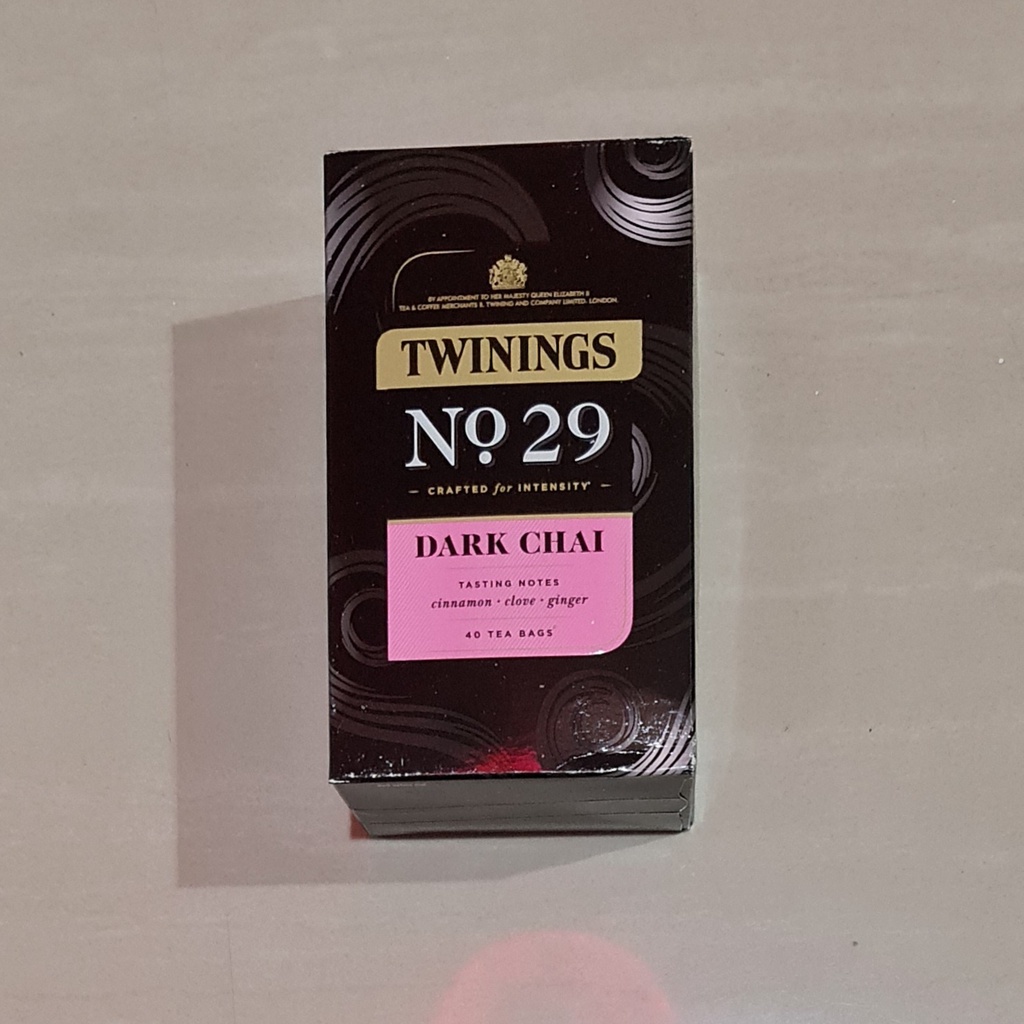 BY APPOINTMENT TO HER MAJESTY QUEEN ELIZABETH II
TEA & COFFEE MERCHANTS R. TWINING AND COMPANY LIMITED. LONDON.
TWININGS
No 29
— CRAFTED for INTENSITY —
DARK CHAI
TASTING NOTES
cinnamon · clove · ginger
40 TEA BAGS